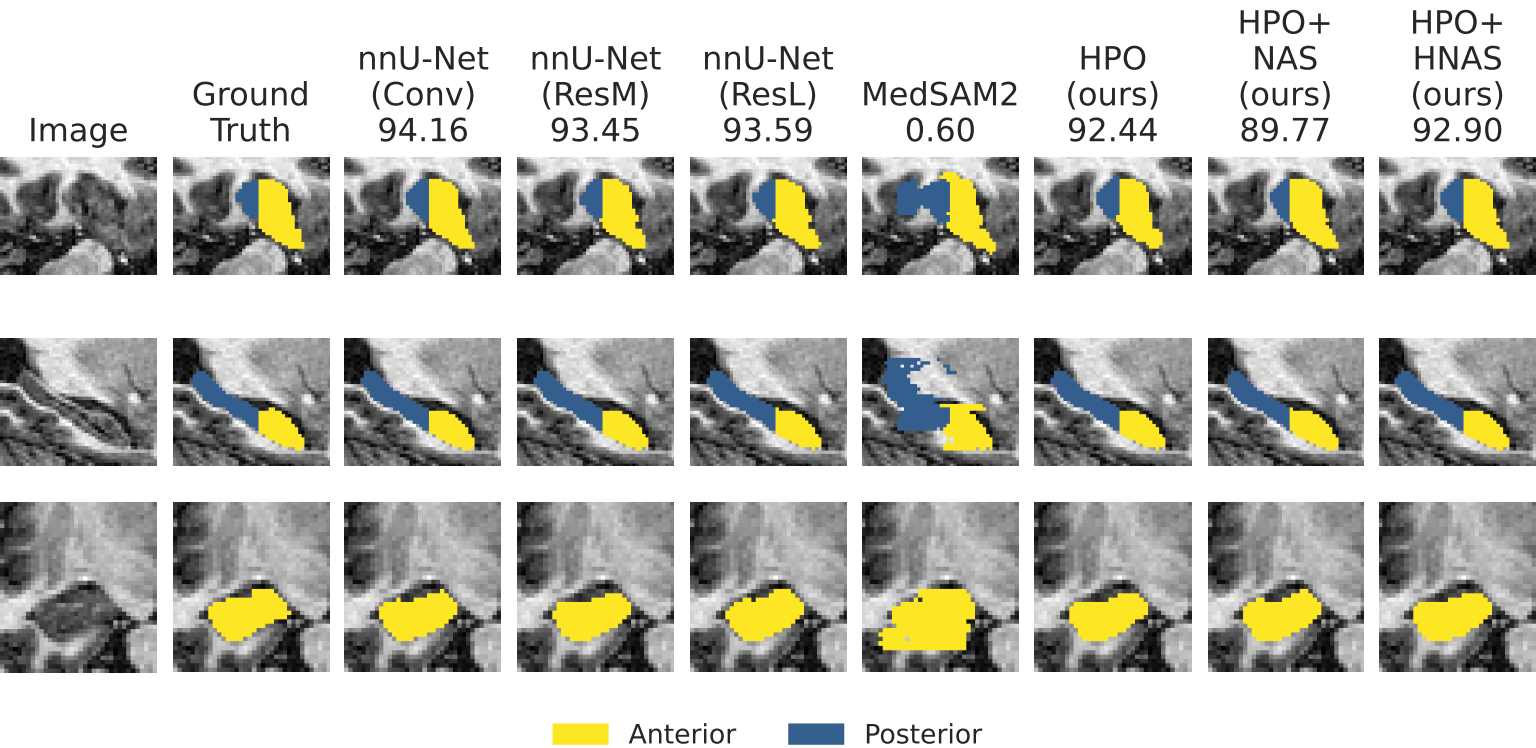 Image
Ground
Truth
nnU-Net
(Conv)
94.16
nnU-Net
(ResM)
93.45
nnU-Net
(ResL)
93.59
MedSAM2
0.60
HPO
(ours)
92.44
HPO+
NAS
(ours)
89.77
HPO+
HNAS
(ours)
92.90
Anterior
Posterior